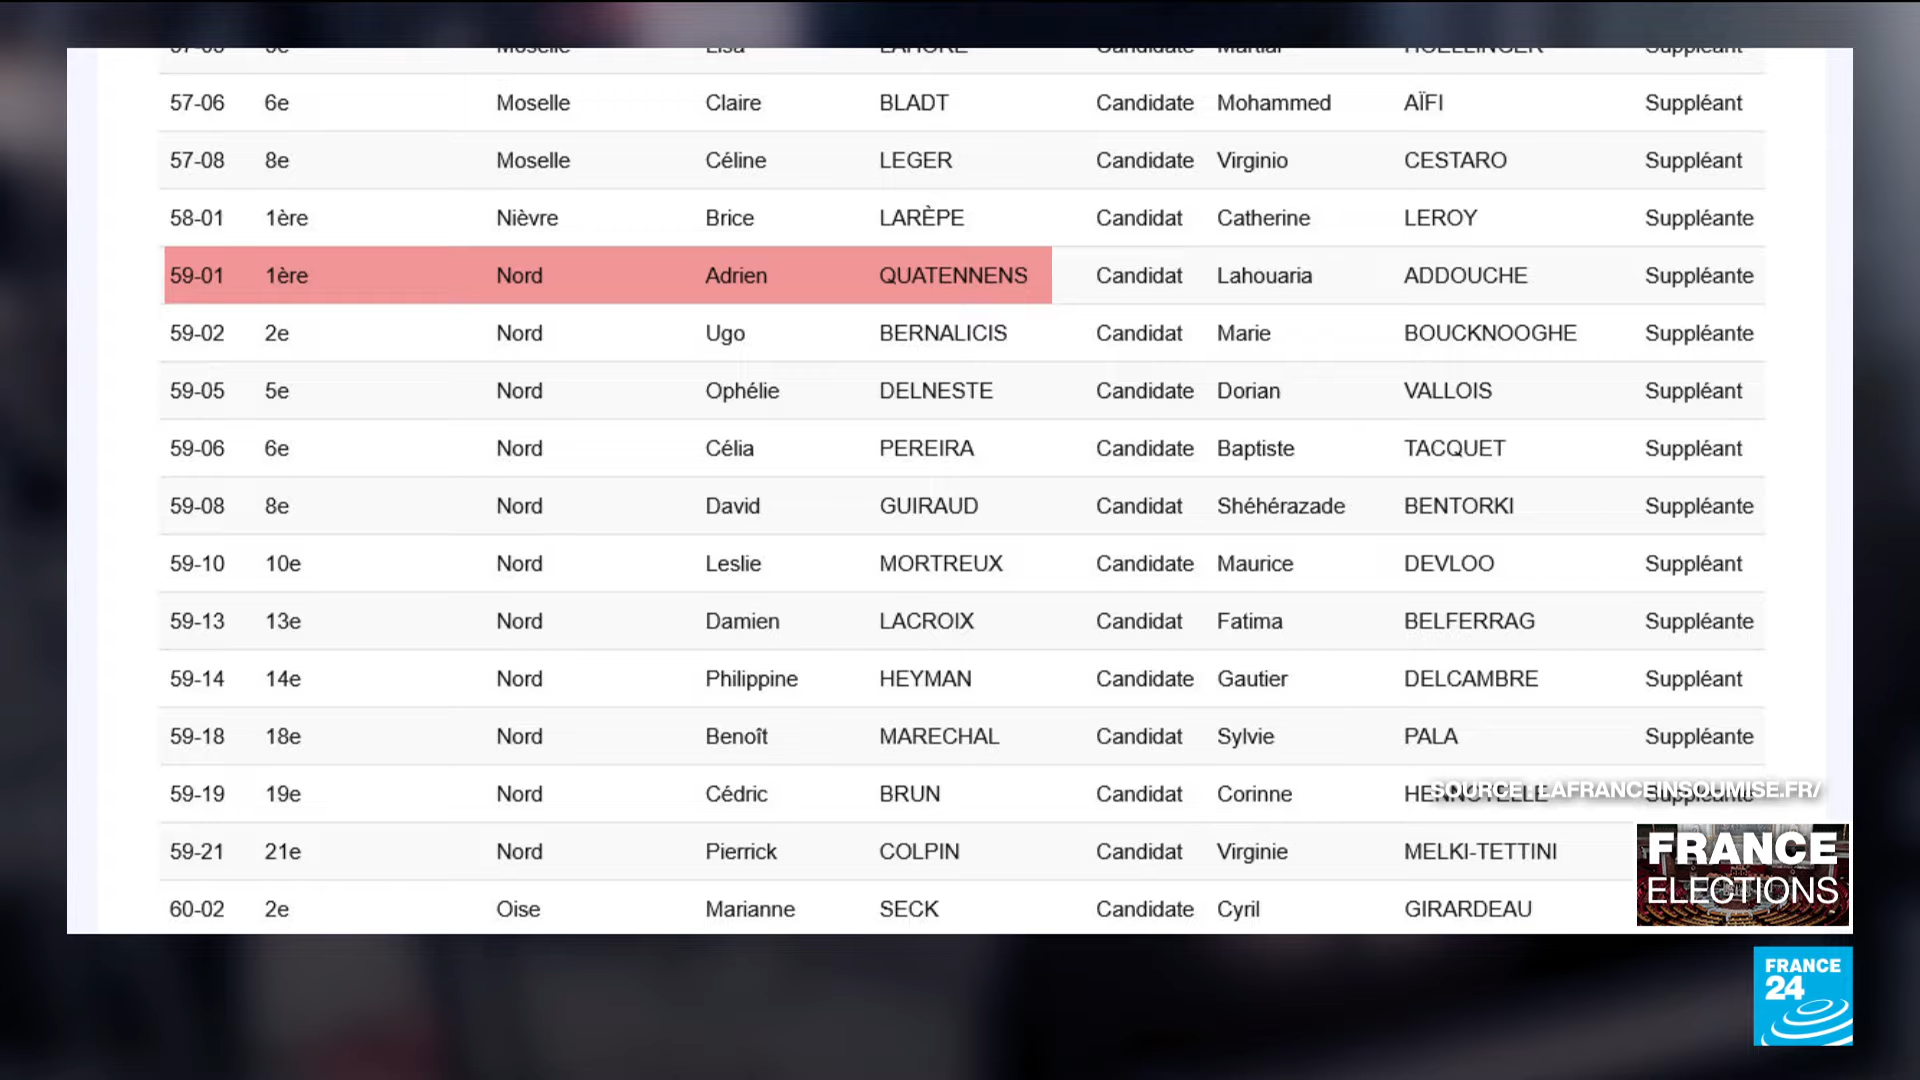 57-06 6e Moselle Claire BLADT Candidate Mohammed AÏFI Suppléant
57-08 8e Moselle Céline LEGER Candidate Virginio CESTARO Suppléant
58-01 1ère Nièvre Brice LARÈPE Candidat Catherine LEROY Suppléante
59-01 1ère Nord Adrien QUATENNENS Candidat Lahouaria ADDOUCHE Suppléante
59-02 2e Nord Ugo BERNALICIS Candidat Marie BOUCKNOOGHE Suppléante
59-05 5e Nord Ophélie DELNESTE Candidate Dorian VALLOIS Suppléant
59-06 6e Nord Célia PEREIRA Candidate Baptiste TACQUET Suppléant
59-08 8e Nord David GUIRAUD Candidat Shéhérazade BENTORKI Suppléante
59-10 10e Nord Leslie MORTREUX Candidate Maurice DEVLOO Suppléant
59-13 13e Nord Damien LACROIX Candidat Fatima BELFERRAG Suppléante
59-14 14e Nord Philippine HEYMAN Candidate Gautier DELCAMBRE Suppléant
59-18 18e Nord Benoît MARECHAL Candidat Sylvie PALA Suppléante
SOURCE : LAFRANCEINSOUMISE.FR/
59-19 19e Nord Cédric BRUN Candidat Corinne Suppléante
59-21 21e Nord Pierrick COLPIN Candidat Virginie MELKI-TETTINI
60-02 2e Oise Marianne SECK Candidate Cyril GIRARDEAU
FRANCE
ELECTIONS
FRANCE
24